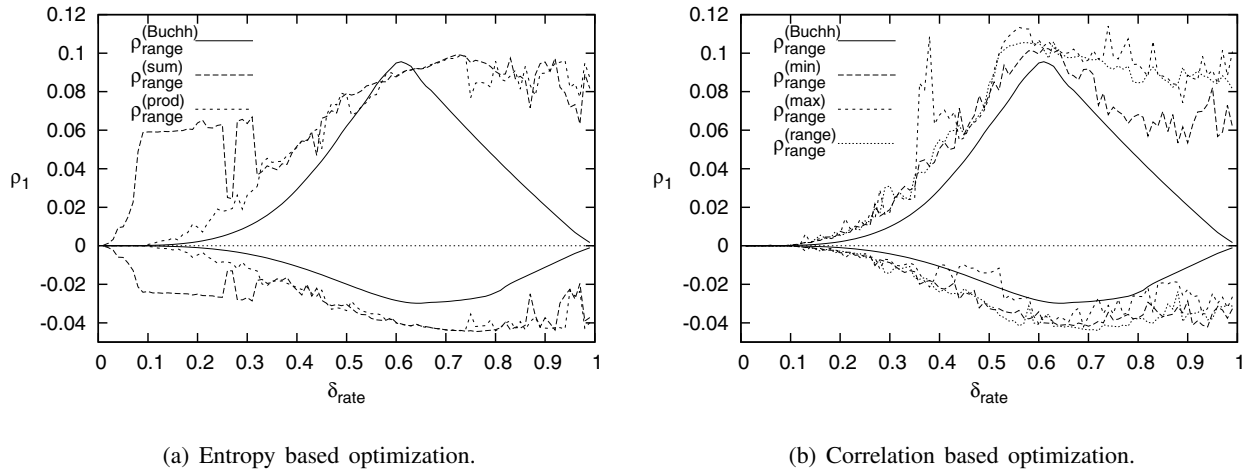 0.12
0.1
0.08
0.06
0.04
0.02
0
-0.02
-0.04
ρ1
ρrange(Buchh)
ρrange(sum)
ρrange(prod)
0 0.1 0.2 0.3 0.4 0.5 0.6 0.7 0.8 0.9 1
δrate
(a) Entropy based optimization.
0.12
0.1
0.08
0.06
0.04
0.02
0
-0.02
-0.04
ρ1
ρrange(Buchh)
ρrange(min)
ρrange(max)
ρrange(range)
0 0.1 0.2 0.3 0.4 0.5 0.6 0.7 0.8 0.9 1
δrate
(b) Correlation based optimization.